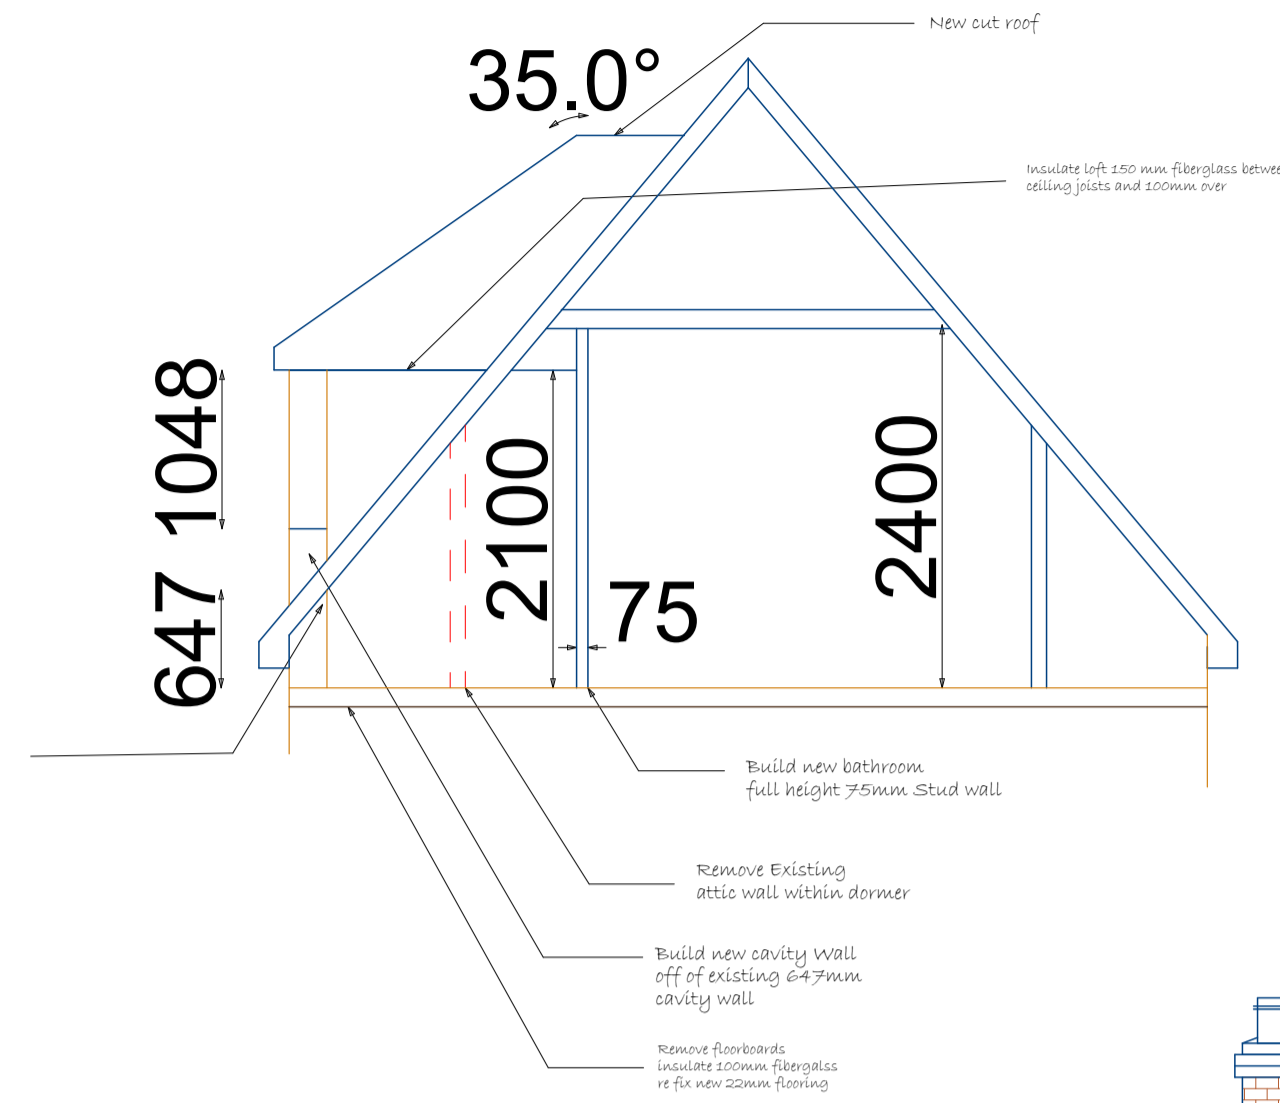 New cut roof
35.0°
Insulate loft 150 mm fiberglass betwee
ceiling joists and 100mm over
1048
647
2100
2400
75
Build new bathroom
full height 75mm Stud wall
Remove Existing
attic wall within dormer
Build new cavity Wall
off of existing 647mm
cavity wall
Remove floorboards
insulate 100mm fibergalss
re fix new 22mm flooring